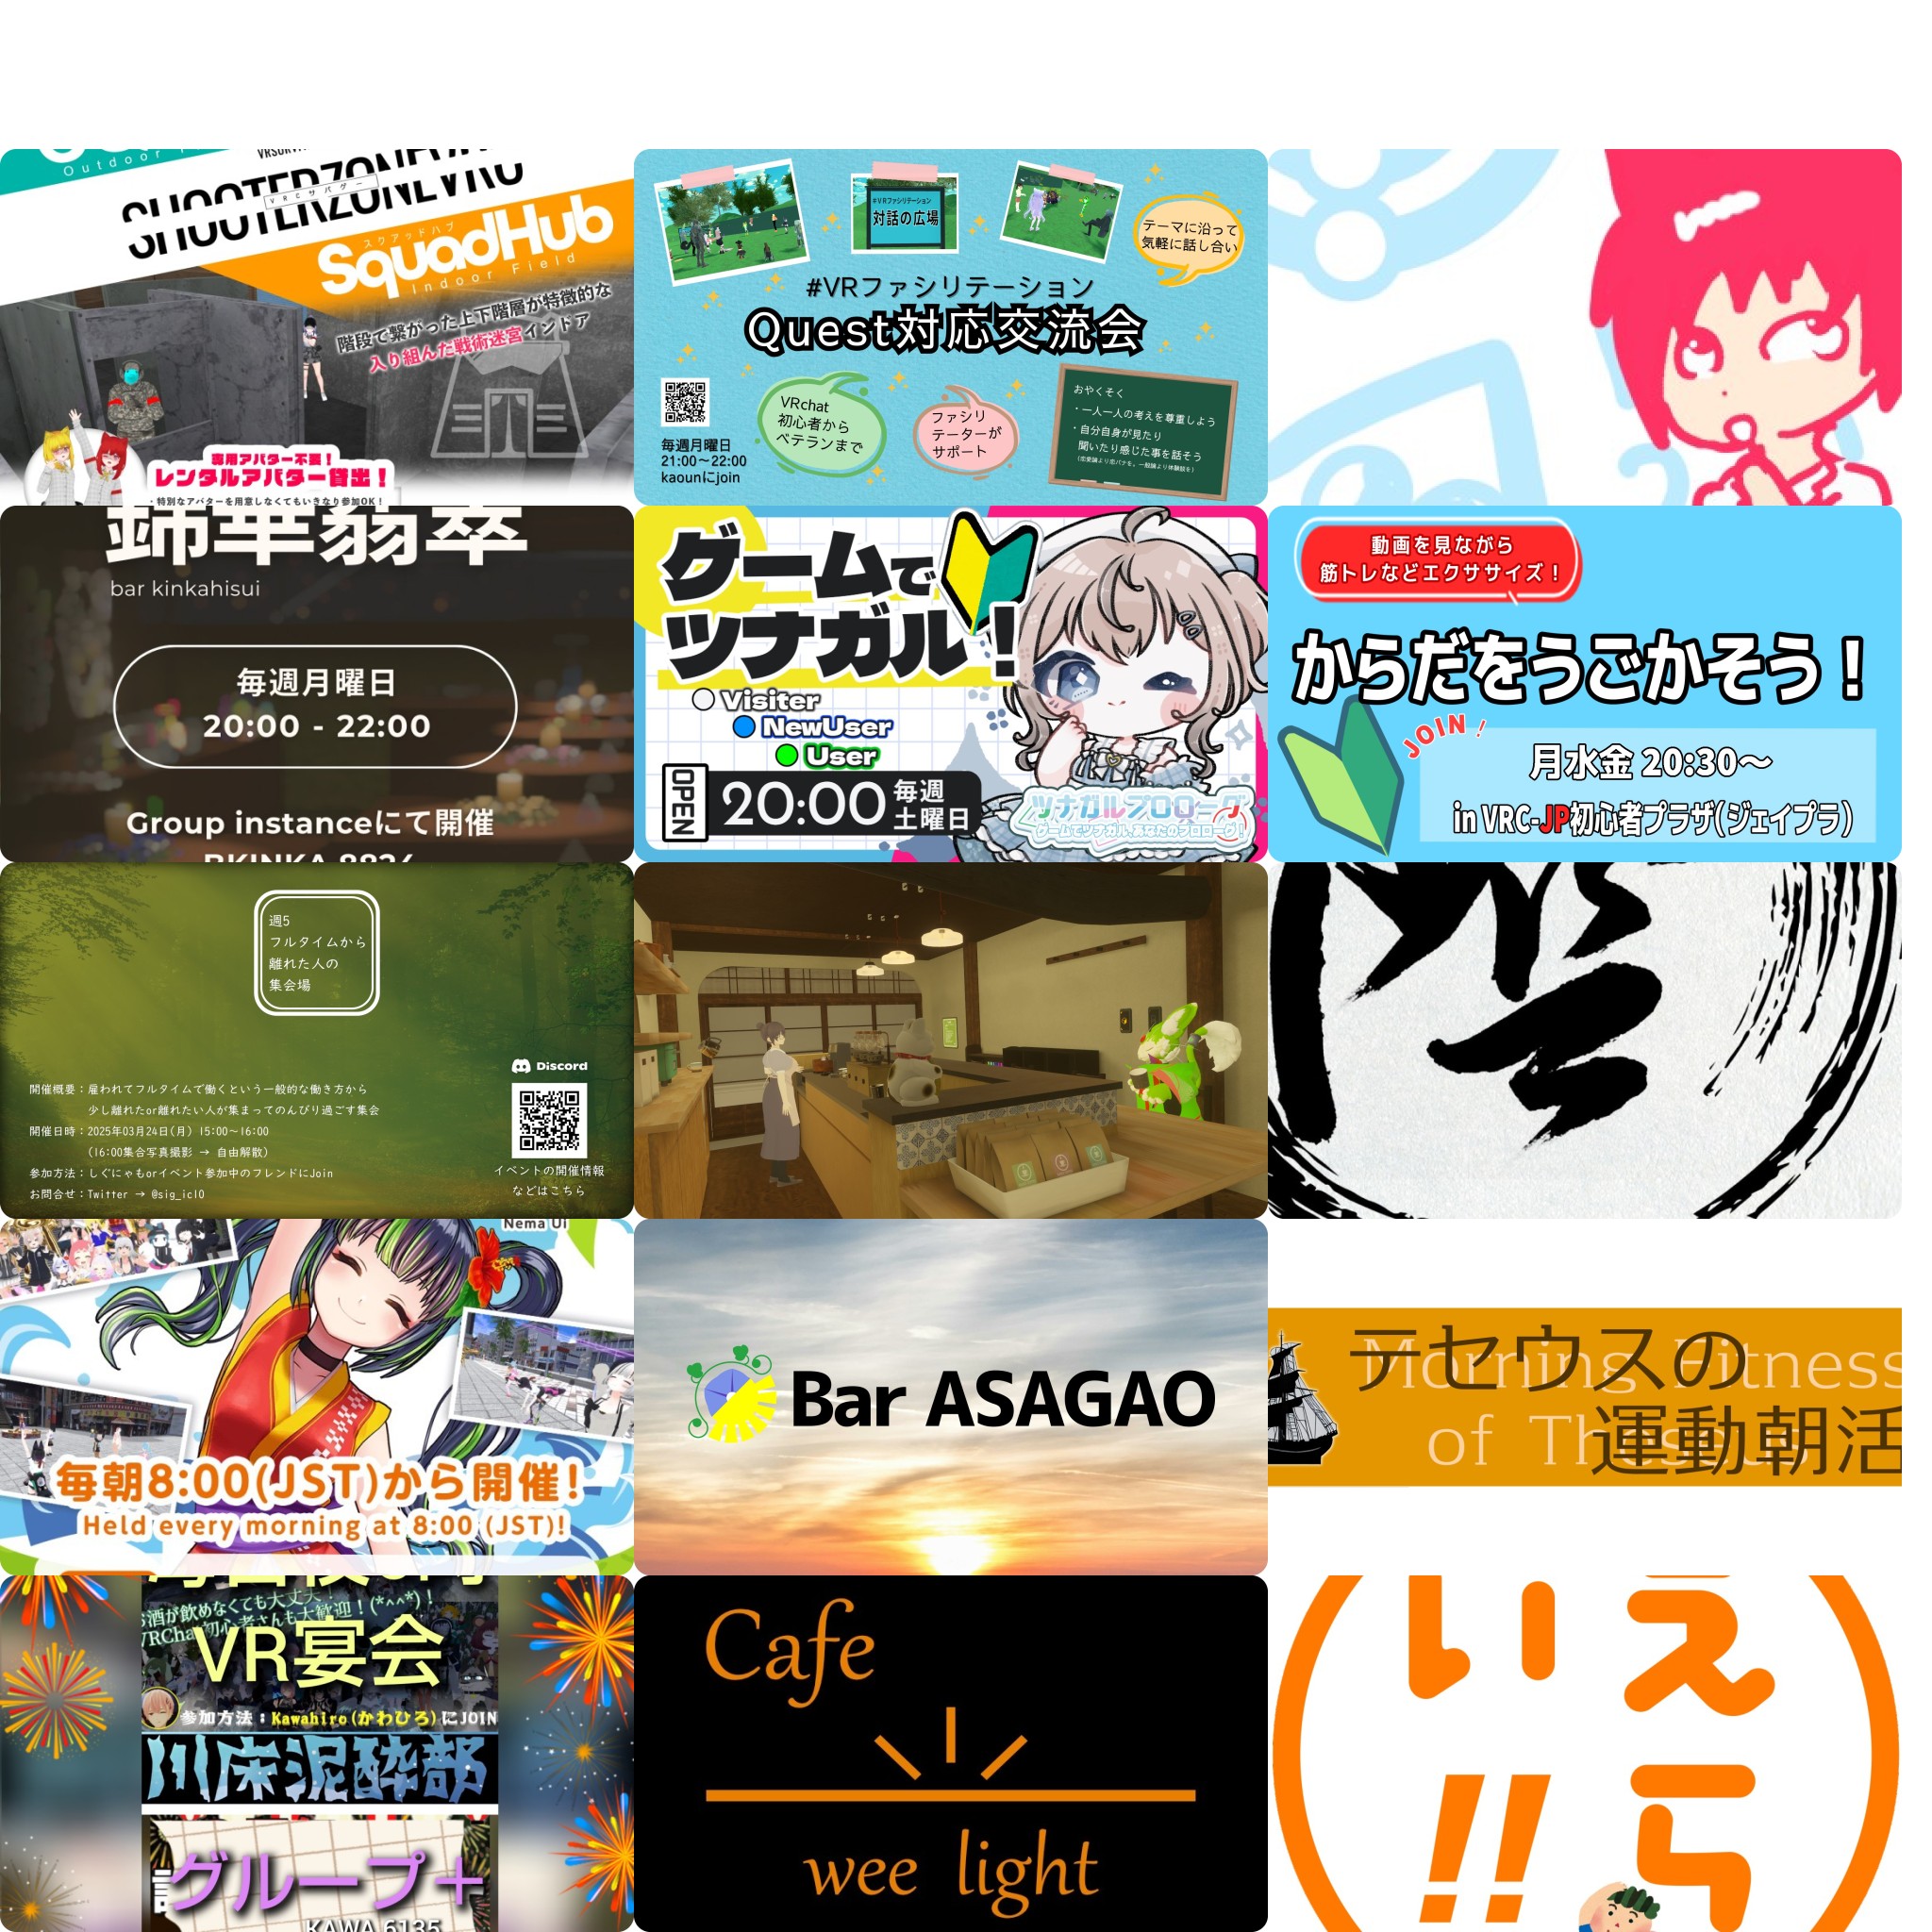 Outdoor
SHOOTERZONEVRC
VRCサバゲー
スクアッドハブ
SquadHub
Indoor Field
階段で繋がった上下階層が特徴的な
入り組んだ戦術迷宮インドア
専用アバター不要!
レンタルアバター貸出!
・特別なアバターを用意しなくてもいきなり参加OK!
#VRファシリテーション
対話の広場
テーマに沿って
気軽に話し合い
#VRファシリテーション
Quest対応交流会
毎週月曜日
21:00~22:00
kaounにjoin
VRchat
初心者から
ベテランまで
ファシリ
テーターが
サポート
おやくそく
・一人一人の考えを尊重しよう
・自分自身が見たり
聞いたり感じた事を話そう
(恋愛論より恋バナを。一般論より体験談を)
bar kinkahisui
毎週月曜日
20:00 - 22:00
Group instanceにて開催
BKINKA.8826
ゲームで
ツナガル!
Visiter
NewUser
User
OPEN
20:00
毎週
土曜日
ツナガルプロローグ
ゲームでツナガル、あなたのプロローグ!
動画を見ながら
筋トレなどエクササイズ!
からだをうごかそう!
JOIN!
月水金 20:30~
in VRC-JP初心者プラザ(ジェイプラ)
週5
フルタイムから
離れた人の
集会場
開催概要:雇われてフルタイムで働くという一般的な働き方から
少し離れたor離れたい人が集まってのんびり過ごす集会
開催日時:2025年03月24日(月) 15:00~16:00
(16:00集合写真撮影 → 自由解散)
参加方法:しぐにゃもorイベント参加中のフレンドにJoin
お問合せ:Twitter → @sig_ic10
Discord
イベントの開催情報
などはこちら
Nema Ui
毎朝8:00(JST)から開催!
Held every morning at 8:00 (JST)!
Bar ASAGAO
テセウスの
運動朝活
Morning Fitness
of Theseus
お酒が飲めなくても大丈夫!
VRChat初心者さんも大歓迎!(*^^*)!
VR宴会
参加方法:Kawahiro(かわひろ)にJOIN
川床泥酔部
グループ+
KAWA.6135
Cafe
wee light
えら
い!!